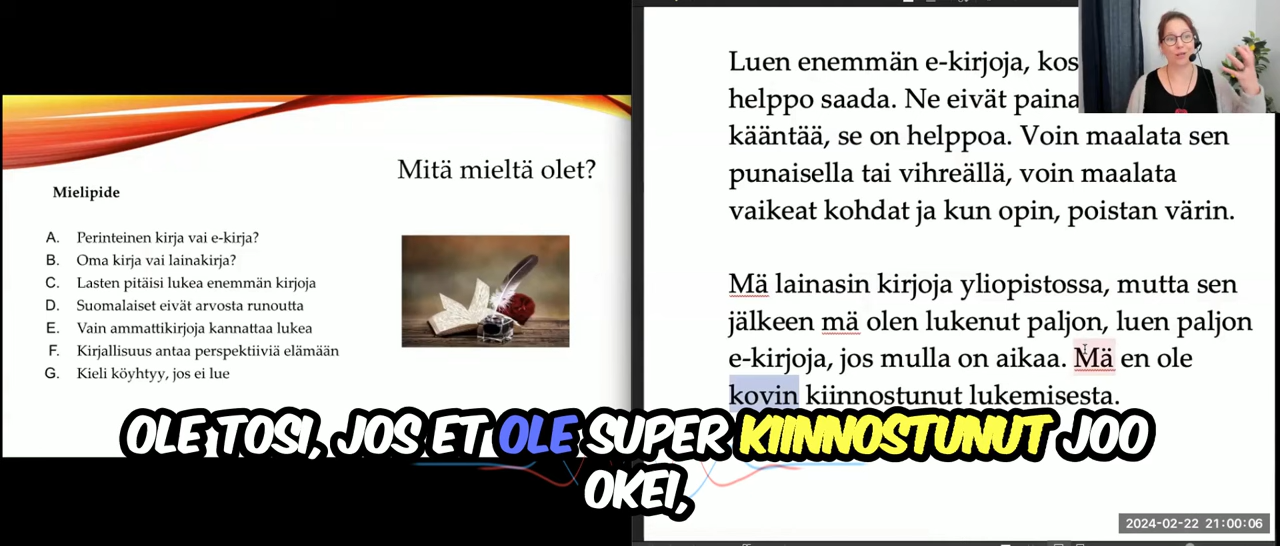 Mitä mieltä olet?
Mielipide
A. Perinteinen kirja vai e-kirja?
B. Oma kirja vai lainakirja?
C. Lasten pitäisi lukea enemmän kirjoja
D. Suomalaiset eivät arvosta runoutta
E. Vain ammattikirjoja kannattaa lukea
F. Kirjallisuus antaa perspektiiviä elämään
G. Kieli köyhtyy, jos ei lue
Luen enemmän e-kirjoja,
helppo saada. Ne eivät
kääntää, se on helppoa. Voin maalata sen
punaisella tai vihreällä, voin maalata
vaikeat kohdat ja kun opin, poistan värin.
Mä lainasin kirjoja yliopistossa, mutta sen
jälkeen mä olen lukenut paljon, luen paljon
e-kirjoja, jos mulla on aikaa. Mä en ole
kovin kiinnostunut lukemisesta.
OLE TOSI, JOS ET OLE SUPER KIINNOSTUNUT JOO
OKEI,
2024-02-22 21:00:06